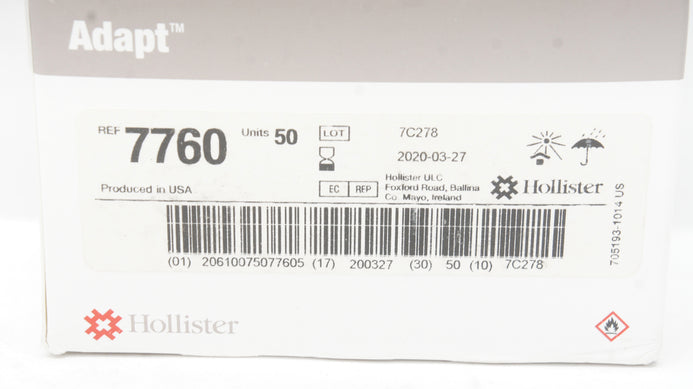 Adapt™
REF 7760 Units 50 LOT 7C278
2020-03-27
Produced in USA
EC REP
Hollister ULC
Foxford Road, Ballina
Co. Mayo, Ireland
Hollister
(01) 20610075077605 (17) 200327 (30) 50 (10) 7C278
705193-1014 US
Hollister